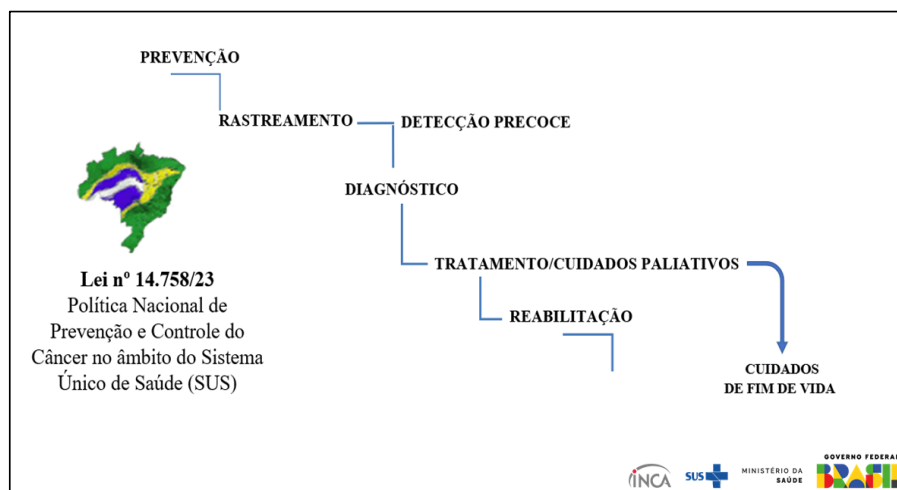 PREVENÇÃO
RASTREAMENTO
DETECÇÃO PRECOCE
DIAGNÓSTICO
TRATAMENTO/CUIDADOS PALIATIVOS
REABILITAÇÃO
CUIDADOS
DE FIM DE VIDA
Lei nº 14.758/23
Política Nacional de
Prevenção e Controle do
Câncer no âmbito do Sistema
Único de Saúde (SUS)
INCA
SUS
MINISTÉRIO DA
SAÚDE
GOVERNO FEDERAL
BRASIL